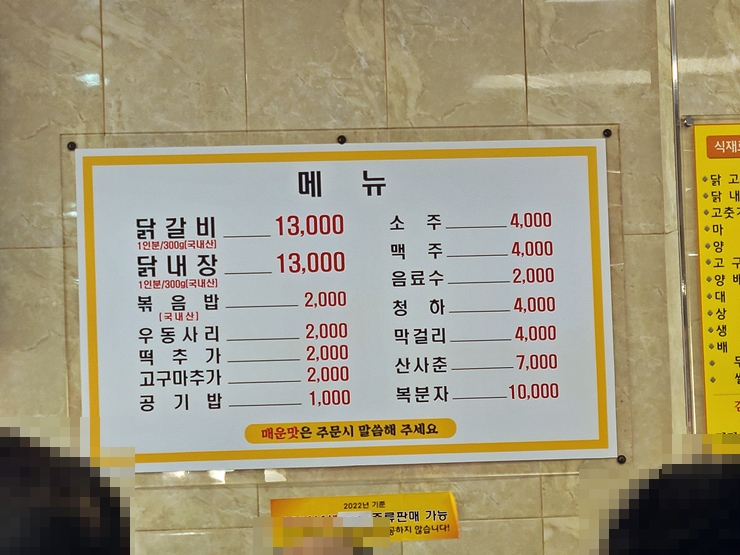 메 뉴
닭갈비 13,000
1인분/300g(국내산)
닭내장 13,000
1인분/300g(국내산)
볶음밥 2,000
(국내산)
우동사리 2,000
떡추가 2,000
고구마추가 2,000
공기밥 1,000
소주 4,000
맥주 4,000
음료수 2,000
청하 4,000
막걸리 4,000
산사춘 7,000
복분자 10,000
매운맛은 주문시 말씀해 주세요
식재료
닭 고
닭 내
고춧가
마
양
고 구
양 배
대
상
생
배
2022년 기준
주류판매 가능
하지 않습니다!